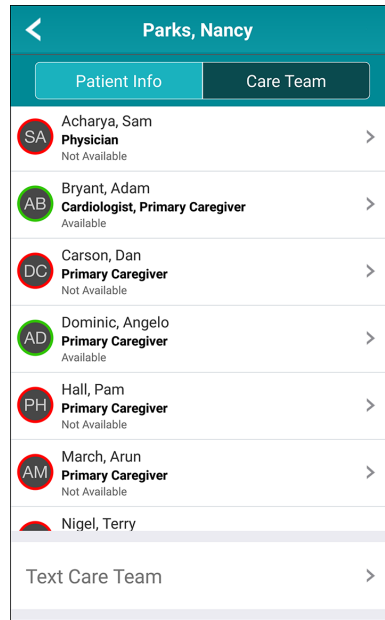 Parks, Nancy
Patient Info Care Team
Acharya, Sam
SA
Physician
Not Available
Bryant, Adam
AB
Cardiologist, Primary Caregiver
Available
Carson, Dan
DC
Primary Caregiver
Not Available
Dominic, Angelo
AD
Primary Caregiver
Available
Hall, Pam
PH
Primary Caregiver
Not Available
March, Arun
AM
Primary Caregiver
Not Available
Nigel, Terry
Text Care Team